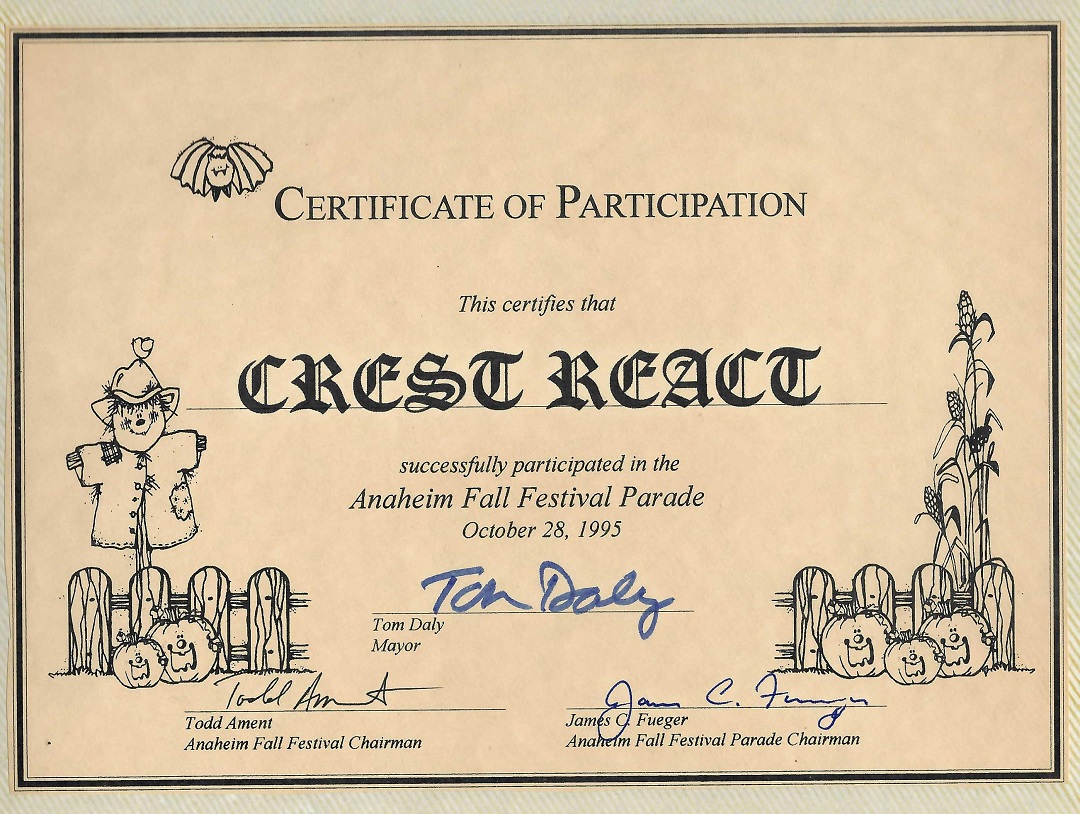 CERTIFICATE OF PARTICIPATION
This certifies that
CREST REACT
successfully participated in the
Anaheim Fall Festival Parade
October 28, 1995
Tom Daly
Tom Daly
Mayor
Todd Ament
Todd Ament
Anaheim Fall Festival Chairman
James C. Fueger
James C. Fueger
Anaheim Fall Festival Parade Chairman